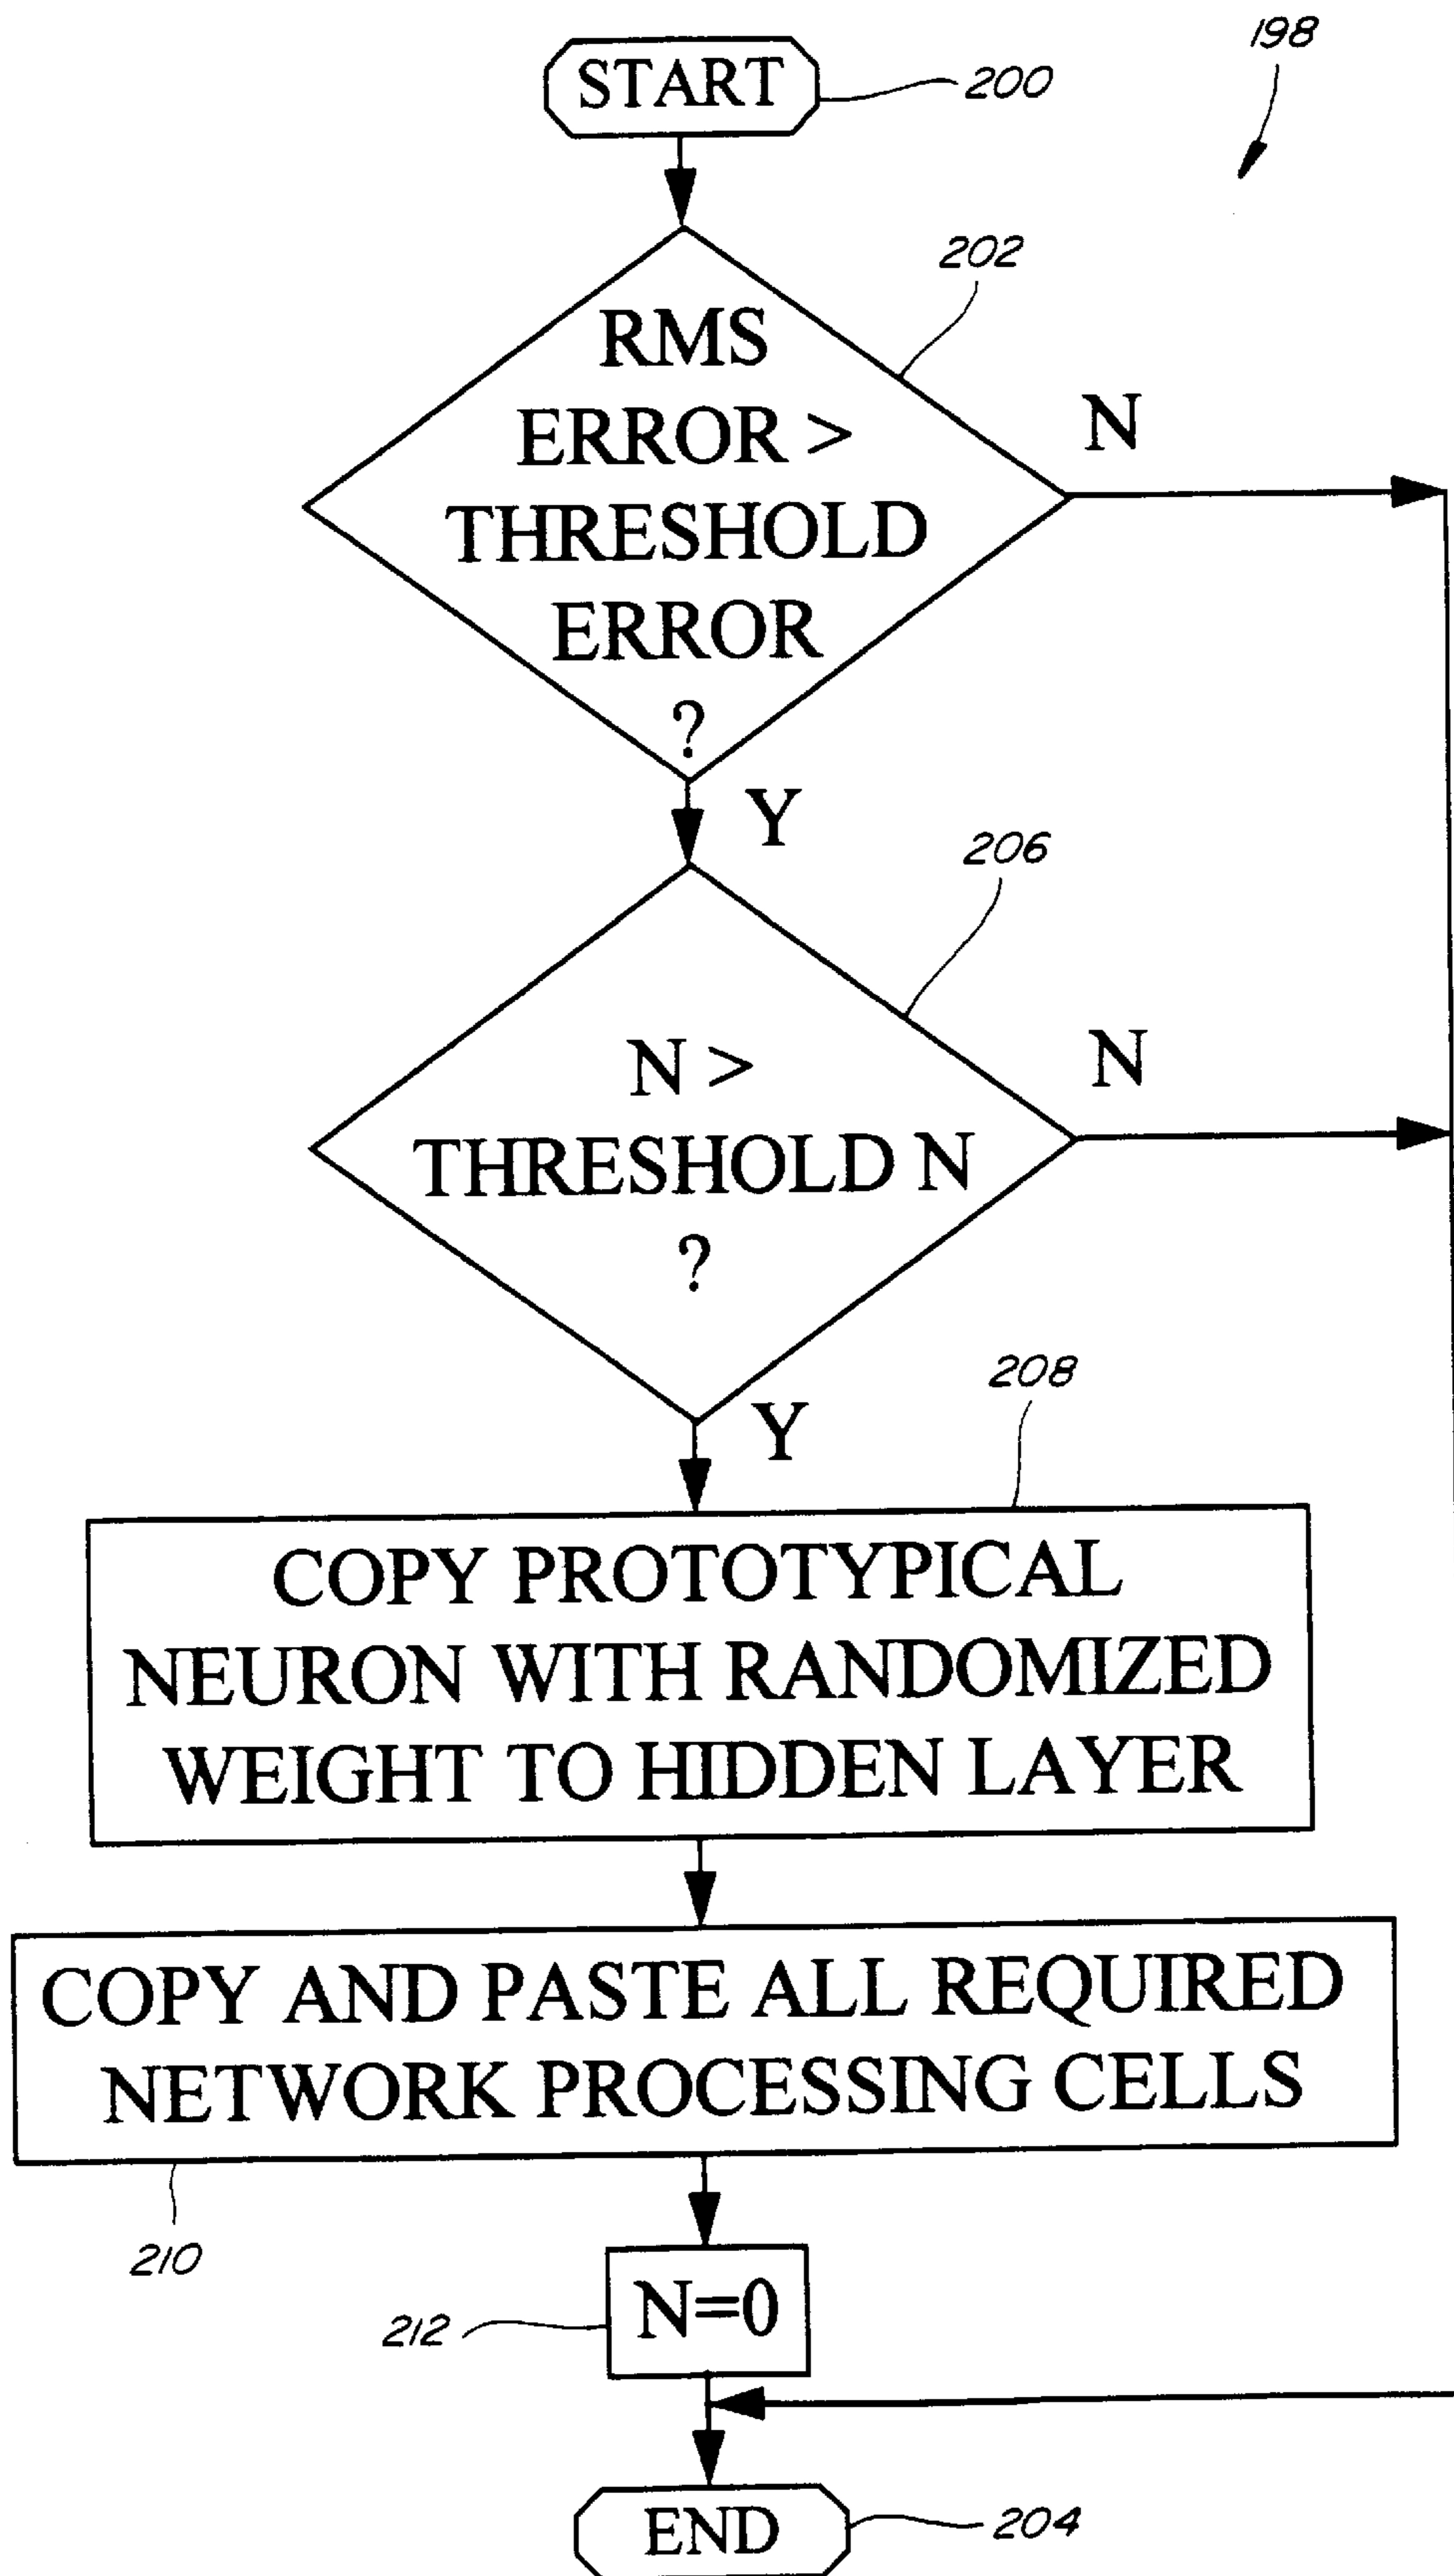 198
START
200
202
RMS
ERROR >
THRESHOLD
ERROR
?
N
Y
206
N >
THRESHOLD N
?
N
Y
208
COPY PROTOTYPICAL
NEURON WITH RANDOMIZED
WEIGHT TO HIDDEN LAYER
COPY AND PASTE ALL REQUIRED
NETWORK PROCESSING CELLS
210
N=0
212
END
204